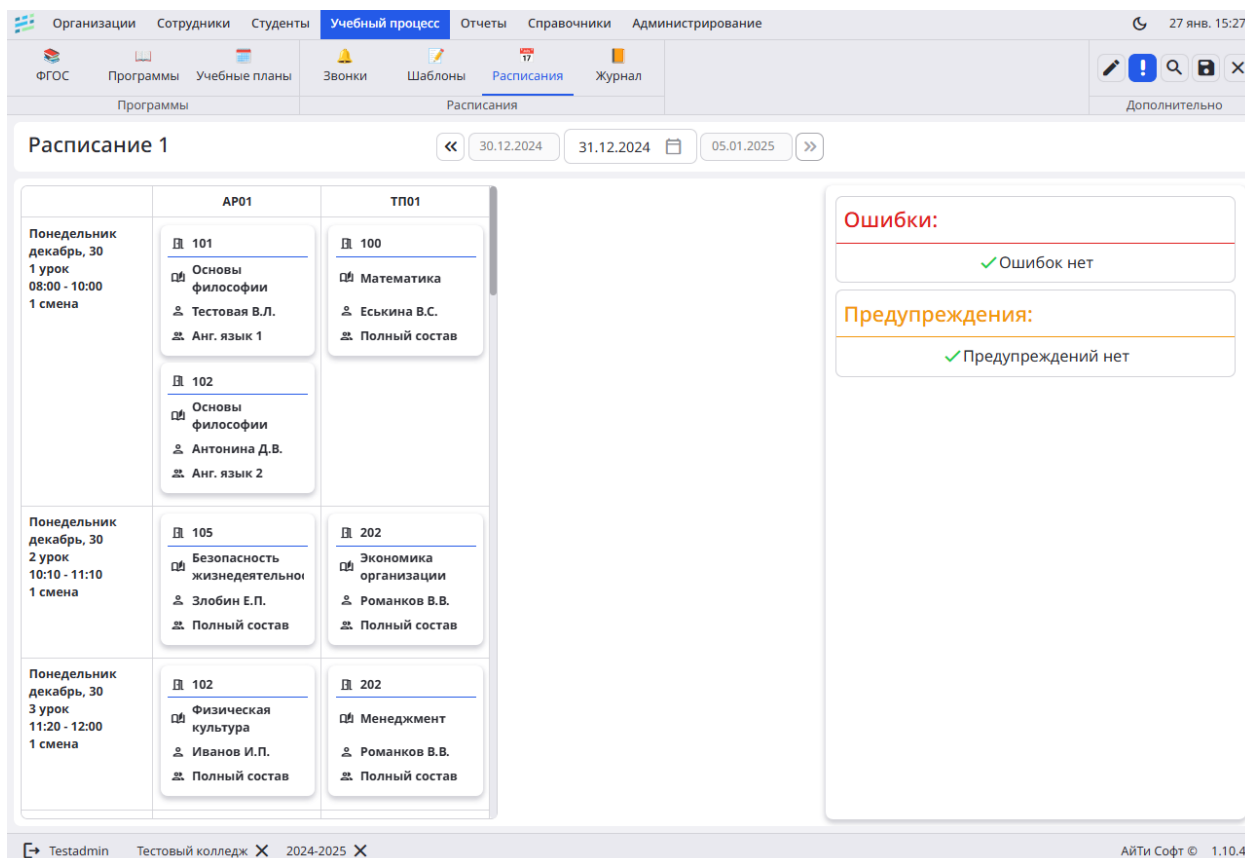 Организации Сотрудники Студенты Учебный процесс Отчеты Справочники Администрирование 27 янв. 15:27
ФГОС Программы Учебные планы Звонки Шаблоны 17 Расписания Журнал
Программы Расписания Дополнительно
Расписание 1 30.12.2024 31.12.2024 05.01.2025
АР01 ТП01
Понедельник
декабрь, 30
1 урок
08:00 - 10:00
1 смена
101
Основы
философии
Тестовая В.Л.
Анг. язык 1
102
Основы
философии
Антонина Д.В.
Анг. язык 2
100
Математика
Еськина В.С.
Полный состав
Понедельник
декабрь, 30
2 урок
10:10 - 11:10
1 смена
105
Безопасность
жизнедеятельнос
Злобин Е.П.
Полный состав
202
Экономика
организации
Романков В.В.
Полный состав
Понедельник
декабрь, 30
3 урок
11:20 - 12:00
1 смена
102
Физическая
культура
Иванов И.П.
Полный состав
202
Менеджмент
Романков В.В.
Полный состав
Ошибки:
Ошибок нет
Предупреждения:
Предупреждений нет
Testadmin Тестовый колледж 2024-2025 АйТи Софт © 1.10.4